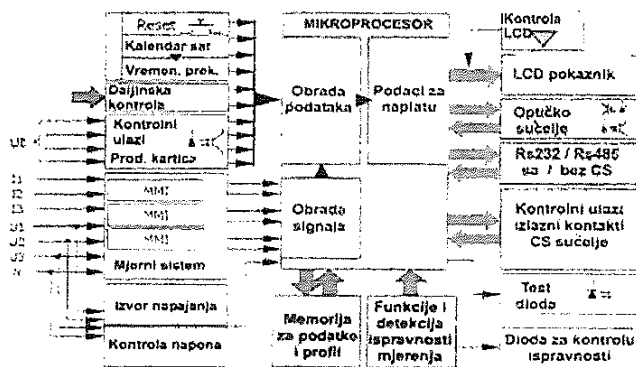 Reset
Kalendar sat
Vremen. prek.
Daljinska
kontrola
Kontrolni
ulazi
Prod. kartica
MMI
MMI
MMI
Mjerni sistem
Izvor napajanja
Kontrola napona
I1
I2
I3
U1
U2
U3
N
MIKROPROCESOR
Obrada
podataka
Podaci za
naplatu
Obrada
signala
Memorija
za podatke
i profil
Funkcije i
detekcija
ispravnosti
mjerenja
Kontrola
LCD
LCD pokaznik
Optučko
sučelje
Rs232 / Rs485
sa / bez CS
Kontrolni ulazi
izlazni kontakti
CS sučelje
Test
dioda
Dioda za kontrolu
ispravnosti